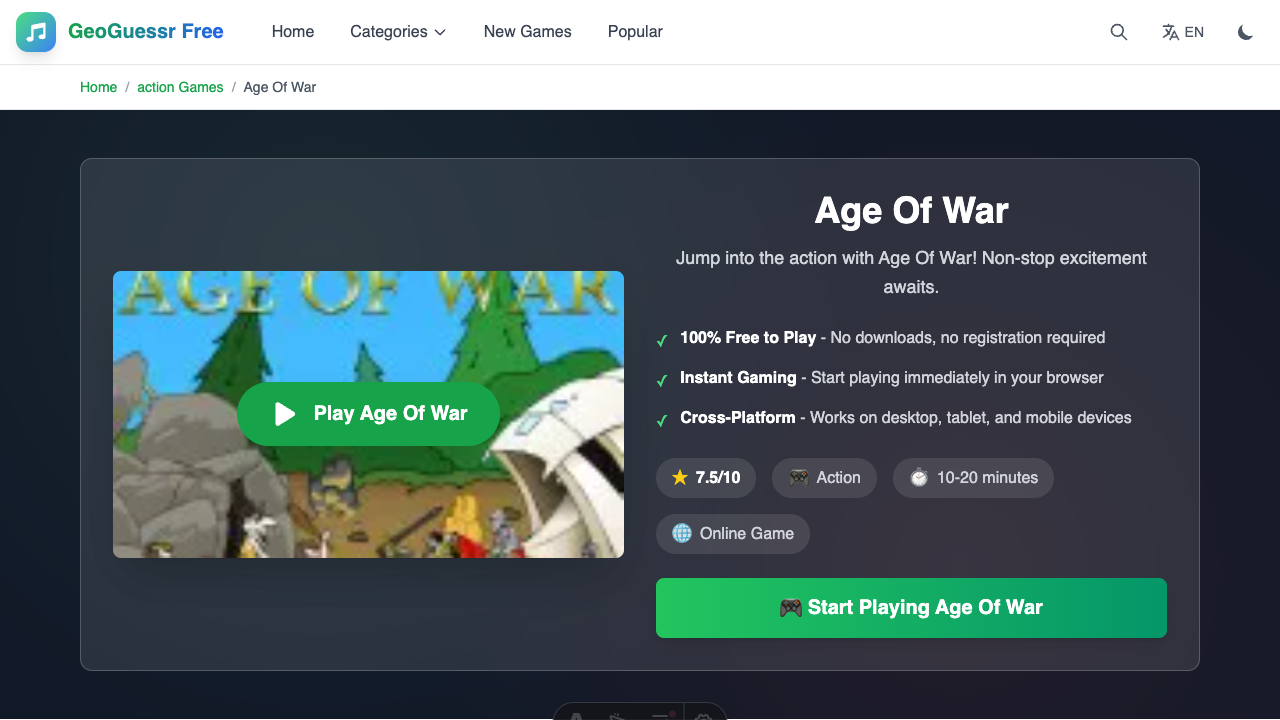 GeoGuessr Free
Home
Categories
New Games
Popular
EN
Home / action Games / Age Of War
AGE OF WAR
Play Age Of War
Age Of War
Jump into the action with Age Of War! Non-stop excitement
awaits.
✓ 100% Free to Play - No downloads, no registration required
✓ Instant Gaming - Start playing immediately in your browser
✓ Cross-Platform - Works on desktop, tablet, and mobile devices
7.5/10
Action
10-20 minutes
Online Game
Start Playing Age Of War